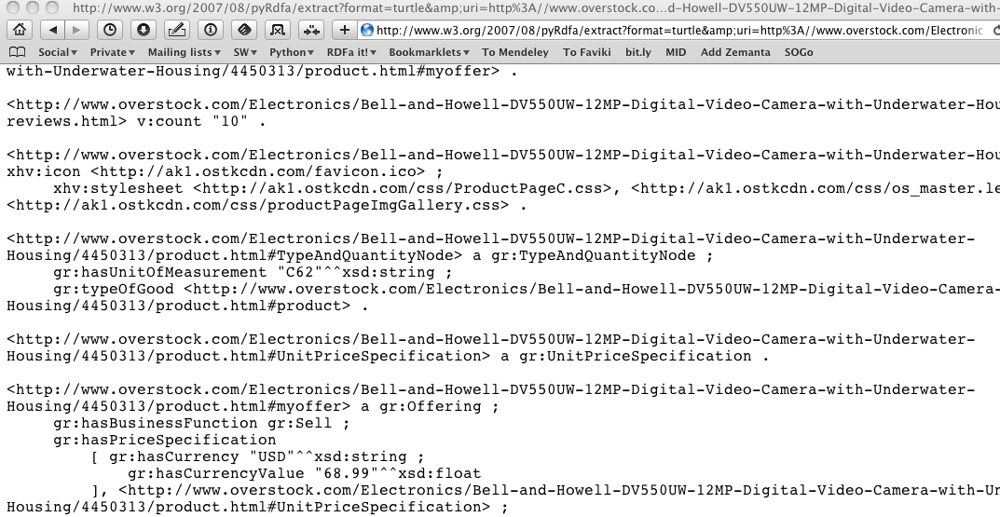 http://www.w3.org/2007/08/pyRdfa/extract?format=turtle&amp;uri=http%3A//www.overstock.co...d-Howell-DV550UW-12MP-Digital-Video-Camera-with-
http://www.w3.org/2007/08/pyRdfa/extract?format=turtle&amp;uri=http%3A//www.overstock.com/Electronic
Social▾ Private▾ Mailing lists▾ SW▾ Python▾ RDFa it!▾ Bookmarklets▾ To Mendeley To Faviki bit.ly MID Add Zemanta SOGo
with-Underwater-Housing/4450313/product.html#myoffer> .
<http://www.overstock.com/Electronics/Bell-and-Howell-DV550UW-12MP-Digital-Video-Camera-with-Underwater-Hou
reviews.html> v:count "10" .
<http://www.overstock.com/Electronics/Bell-and-Howell-DV550UW-12MP-Digital-Video-Camera-with-Underwater-Hou
xhv:icon <http://ak1.ostkcdn.com/favicon.ico> ;
xhv:stylesheet <http://ak1.ostkcdn.com/css/ProductPageC.css>, <http://ak1.ostkcdn.com/css/os_master.le
<http://ak1.ostkcdn.com/css/productPageImgGallery.css> .
<http://www.overstock.com/Electronics/Bell-and-Howell-DV550UW-12MP-Digital-Video-Camera-with-Underwater-
Housing/4450313/product.html#TypeAndQuantityNode> a gr:TypeAndQuantityNode ;
gr:hasUnitOfMeasurement "C62"^^xsd:string ;
gr:typeOfGood <http://www.overstock.com/Electronics/Bell-and-Howell-DV550UW-12MP-Digital-Video-Camera-
Housing/4450313/product.html#product> .
<http://www.overstock.com/Electronics/Bell-and-Howell-DV550UW-12MP-Digital-Video-Camera-with-Underwater-
Housing/4450313/product.html#UnitPriceSpecification> a gr:UnitPriceSpecification .
<http://www.overstock.com/Electronics/Bell-and-Howell-DV550UW-12MP-Digital-Video-Camera-with-Underwater-
Housing/4450313/product.html#myoffer> a gr:Offering ;
gr:hasBusinessFunction gr:Sell ;
gr:hasPriceSpecification
[ gr:hasCurrency "USD"^^xsd:string ;
gr:hasCurrencyValue "68.99"^^xsd:float
], <http://www.overstock.com/Electronics/Bell-and-Howell-DV550UW-12MP-Digital-Video-Camera-with-Un
Housing/4450313/product.html#UnitPriceSpecification> ;